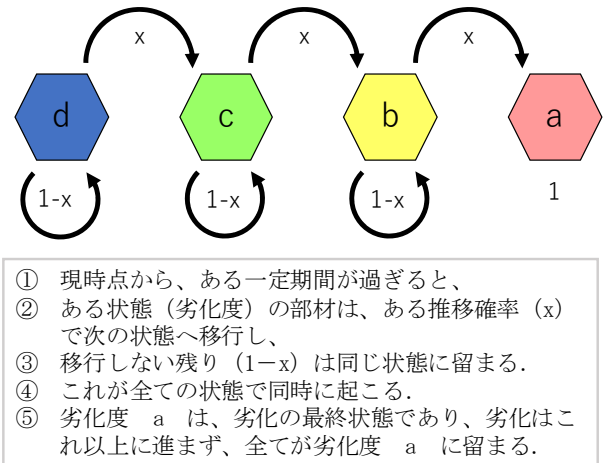 x x x
d c b a
1-x 1-x 1-x 1
① 現時点から、ある一定期間が過ぎると、
② ある状態（劣化度）の部材は、ある推移確率（x）
で次の状態へ移行し、
③ 移行しない残り（1－x）は同じ状態に留まる．
④ これが全ての状態で同時に起こる．
⑤ 劣化度　a　は、劣化の最終状態であり、劣化はこ
れ以上に進まず、全てが劣化度　a　に留まる．